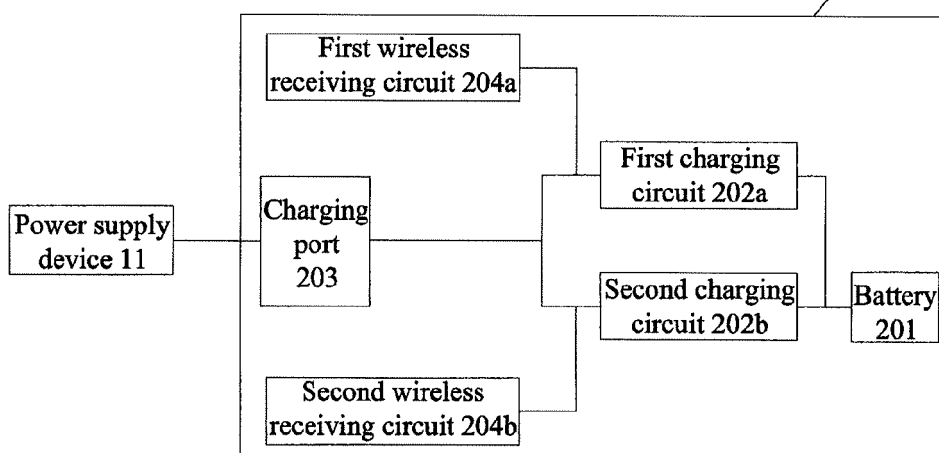 First wireless
receiving circuit 204a
First charging
circuit 202a
Power supply
device 11
Charging
port
203
Second charging
circuit 202b
Battery
201
Second wireless
receiving circuit 204b